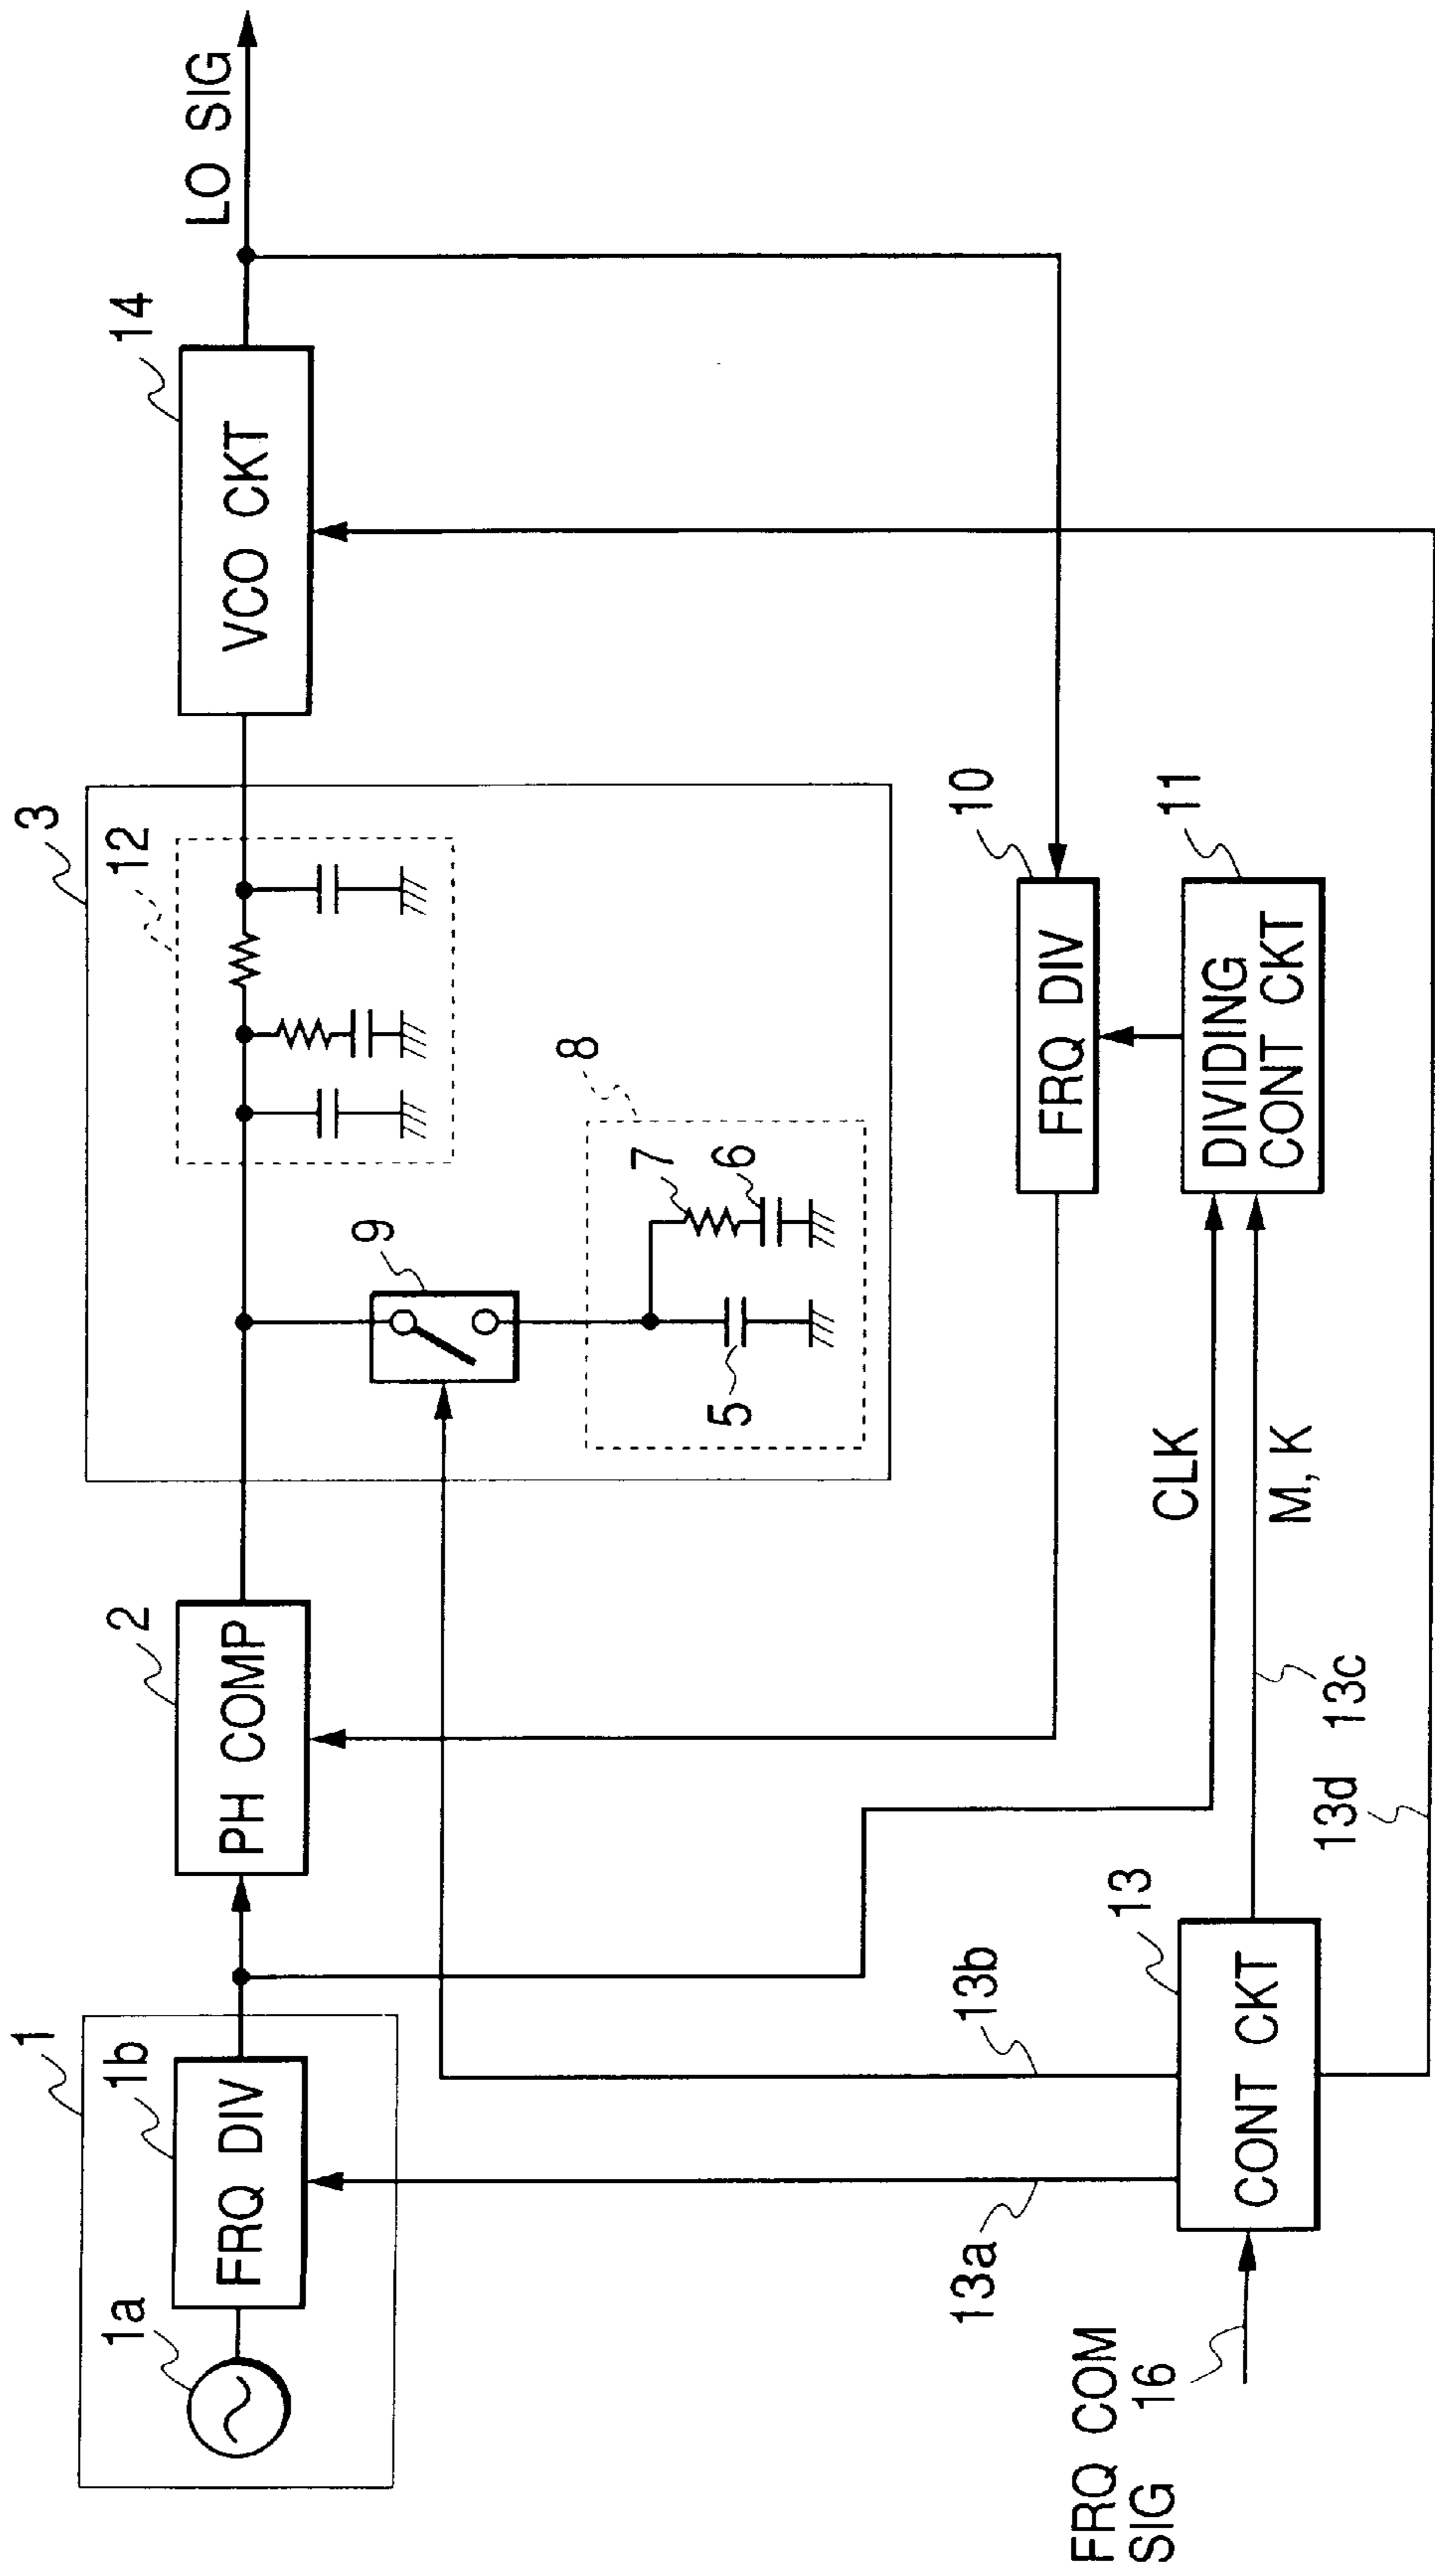 1
1a
1b
FRQ DIV
2
PH COMP
3
12
9
8
7
6
5
14
VCO CKT
LO SIG
10
FRQ DIV
11
DIVIDING
CONT CKT
CLK
M, K
13a
13b
13
13c
13d
CONT CKT
FRQ COM
SIG 16